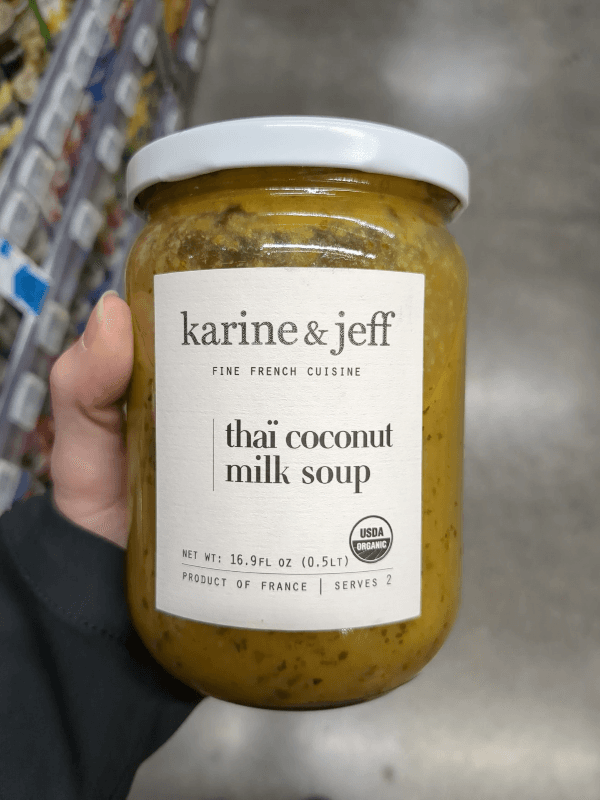 karine & jeff
FINE FRENCH CUISINE
thaï coconut
milk soup
USDA
ORGANIC
NET WT: 16.9FL OZ (0.5LT)
PRODUCT OF FRANCE | SERVES 2